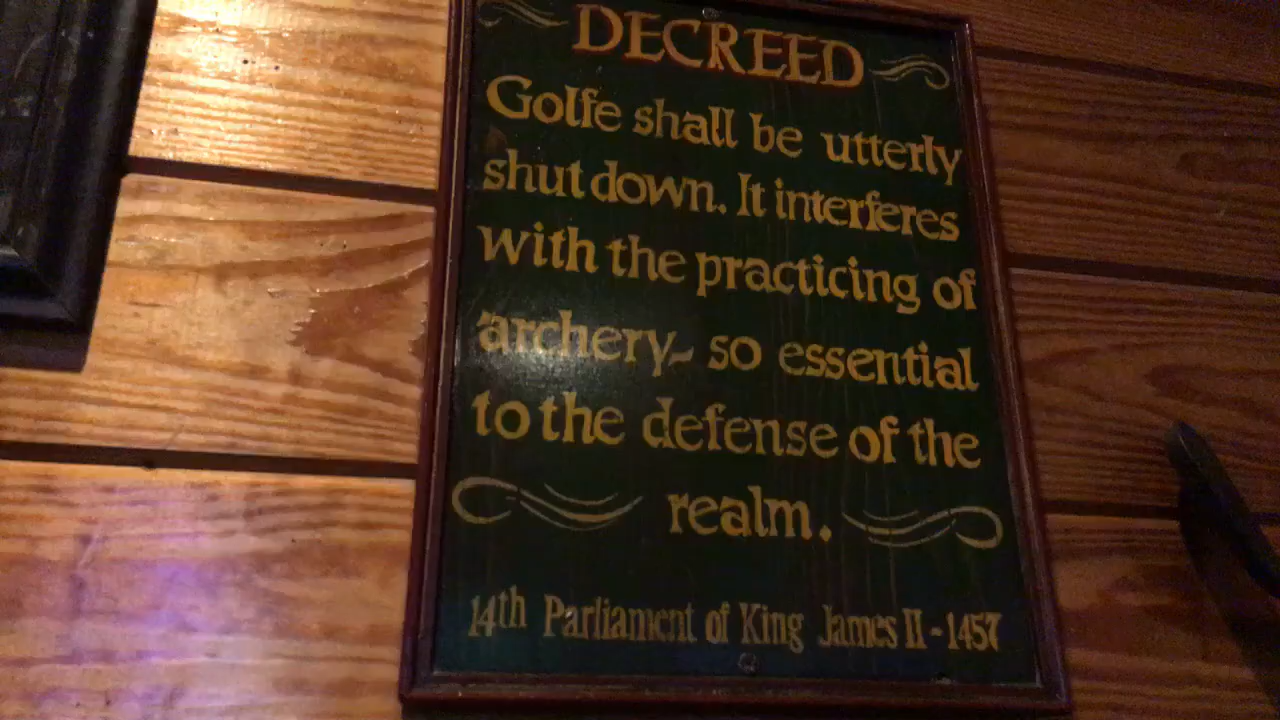 DECREED
Golfe shall be utterly
shut down. It interferes
with the practicing of
archery- so essential
to the defense of the
realm.
14th Parliament of King James II - 1457